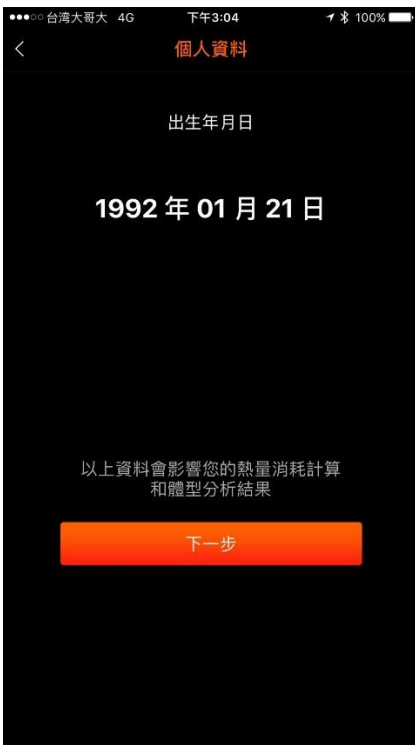 台灣大哥大 4G 下午3:04 100%
個人資料
出生年月日
1992 年 01 月 21 日
以上資料會影響您的熱量消耗計算
和體型分析結果
下一步